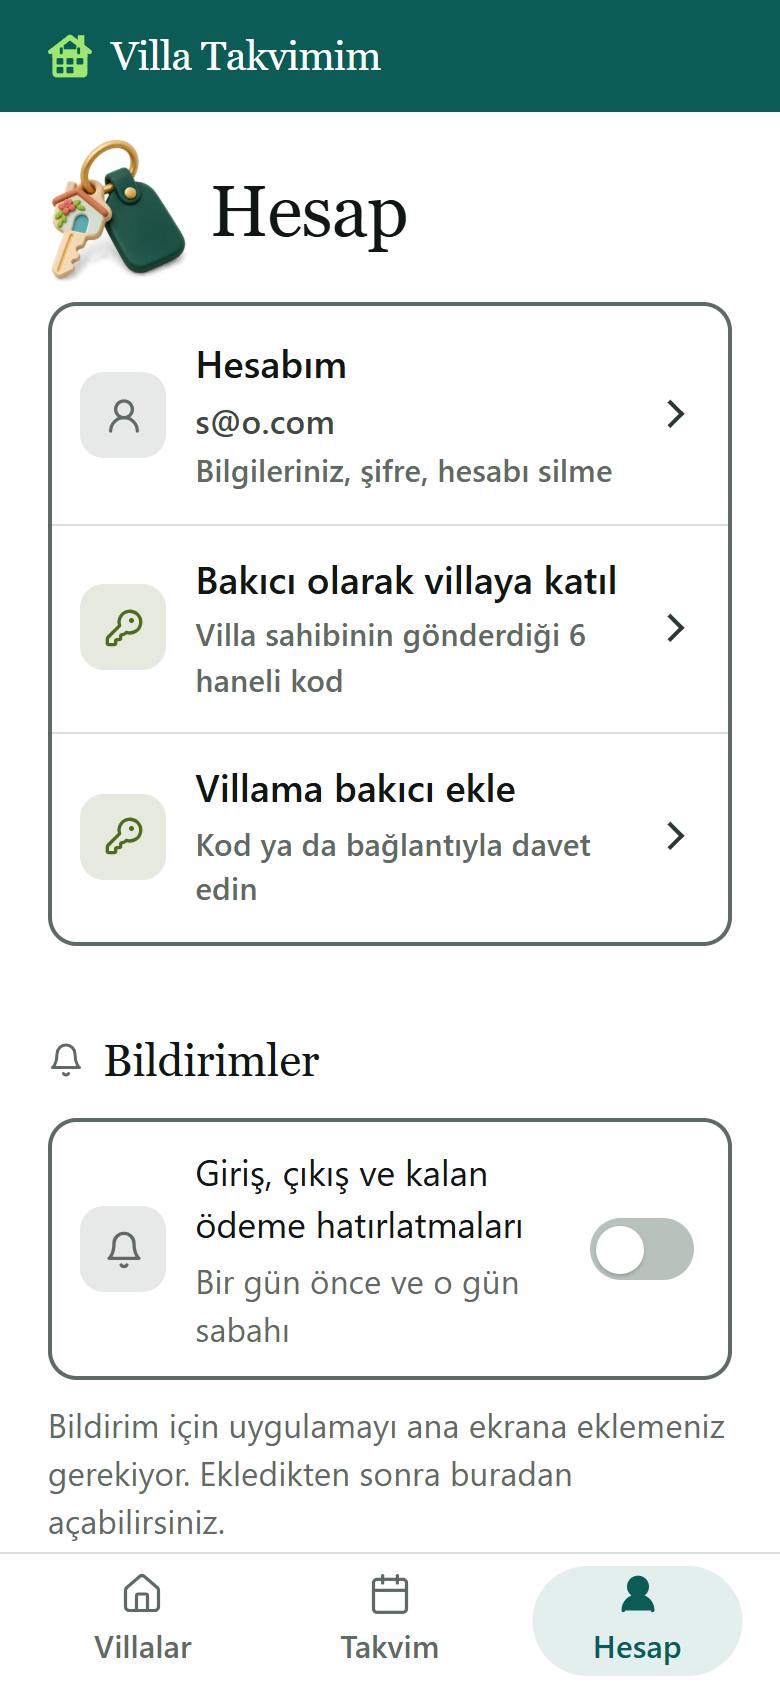 Villa Takvimim
Hesap
Hesabım
s@o.com
Bilgileriniz, şifre, hesabı silme
Bakıcı olarak villaya katıl
Villa sahibinin gönderdiği 6
haneli kod
Villama bakıcı ekle
Kod ya da bağlantıyla davet
edin
Bildirimler
Giriş, çıkış ve kalan
ödeme hatırlatmaları
Bir gün önce ve o gün
sabahı
Bildirim için uygulamayı ana ekrana eklemeniz
gerekiyor. Ekledikten sonra buradan
açabilirsiniz.
Villalar
Takvim
Hesap